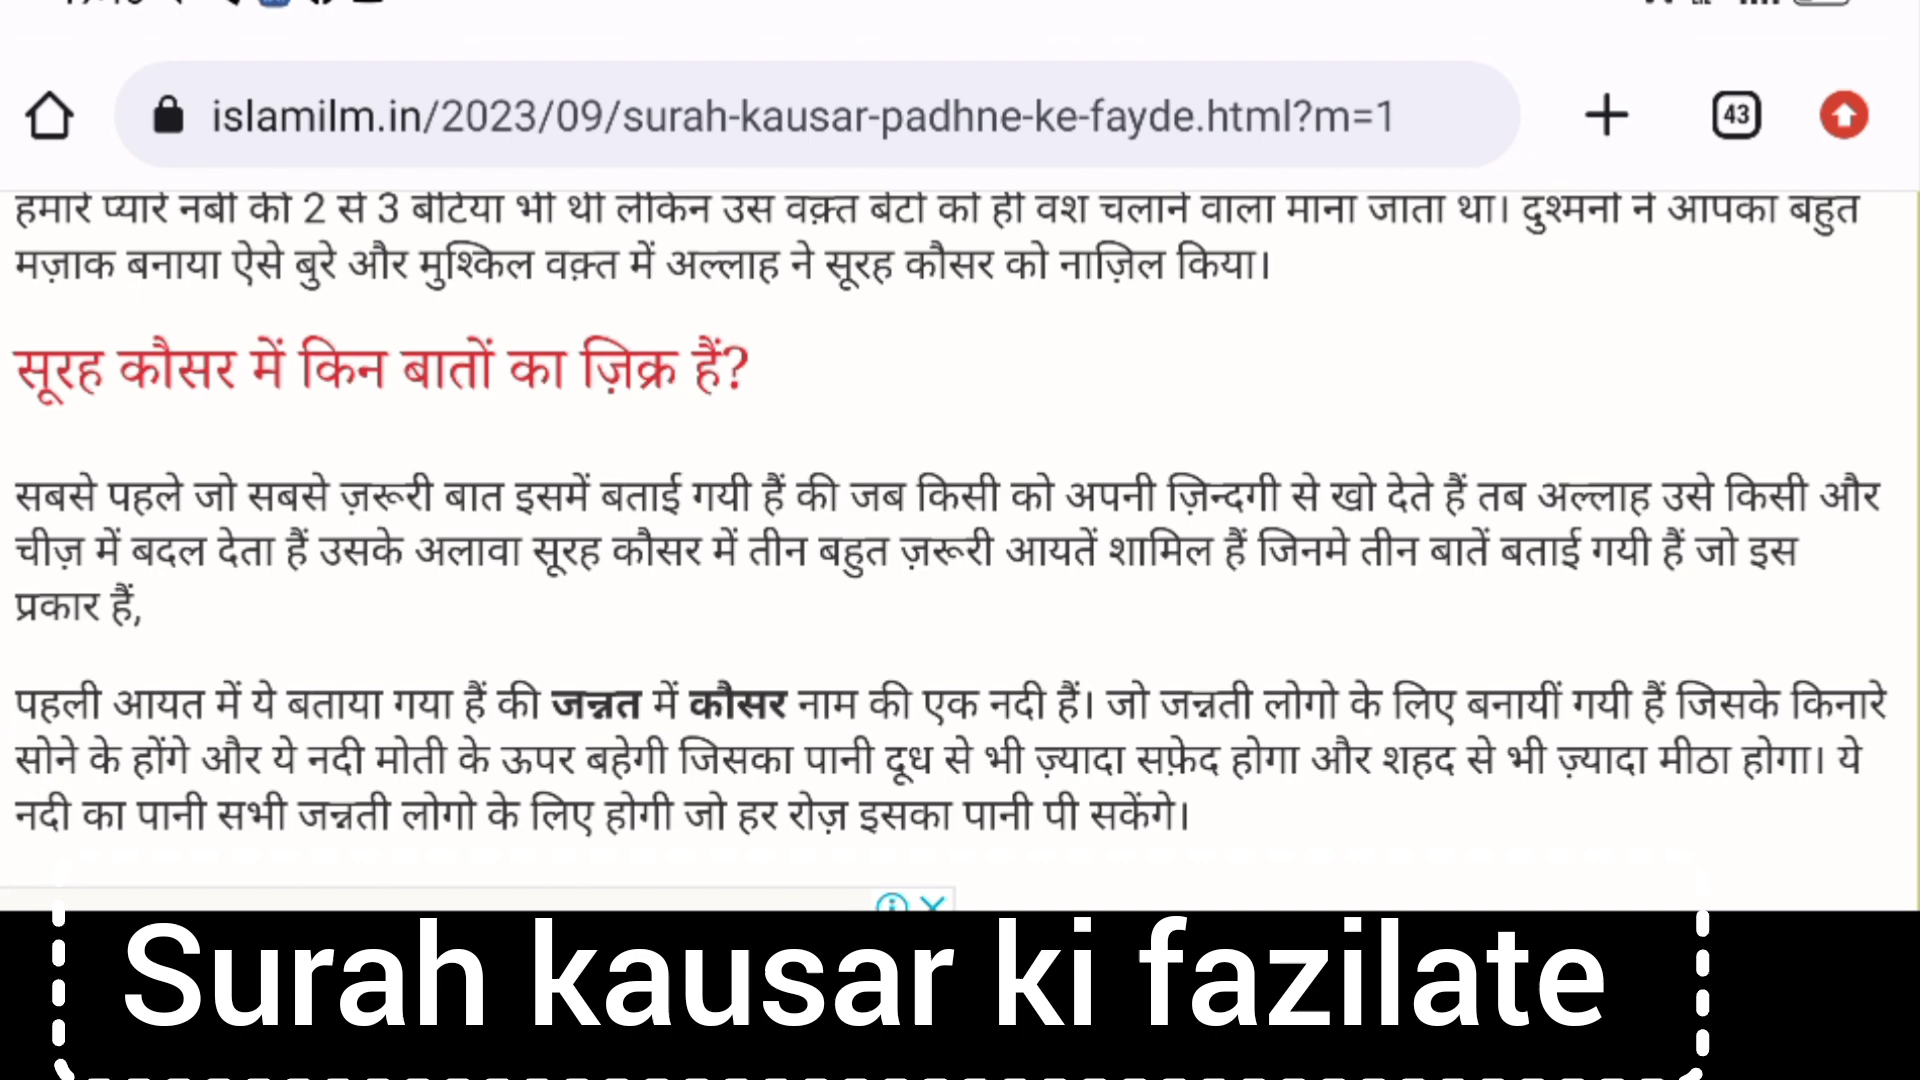 islamilm.in/2023/09/surah-kausar-padhne-ke-fayde.html?m=1
43
हमारे प्यारे नबी की 2 से 3 बेटियां भी थी लेकिन उस वक़्त बेटों को ही वंश चलाने वाला माना जाता था। दुश्मनों ने आपका बहुत
मज़ाक बनाया ऐसे बुरे और मुश्किल वक़्त में अल्लाह ने सूरह कौसर को नाज़िल किया।
सूरह कौसर में किन बातों का ज़िक्र हैं?
सबसे पहले जो सबसे ज़रूरी बात इसमें बताई गयी हैं की जब किसी को अपनी ज़िन्दगी से खो देते हैं तब अल्लाह उसे किसी और
चीज़ में बदल देता हैं उसके अलावा सूरह कौसर में तीन बहुत ज़रूरी आयतें शामिल हैं जिनमे तीन बातें बताई गयी हैं जो इस
प्रकार हैं,
पहली आयत में ये बताया गया हैं की जन्नत में कौसर नाम की एक नदी हैं। जो जन्नती लोगो के लिए बनायीं गयी हैं जिसके किनारे
सोने के होंगे और ये नदी मोती के ऊपर बहेगी जिसका पानी दूध से भी ज़्यादा सफ़ेद होगा और शहद से भी ज़्यादा मीठा होगा। ये
नदी का पानी सभी जन्नती लोगो के लिए होगी जो हर रोज़ इसका पानी पी सकेंगे।
Surah kausar ki fazilate